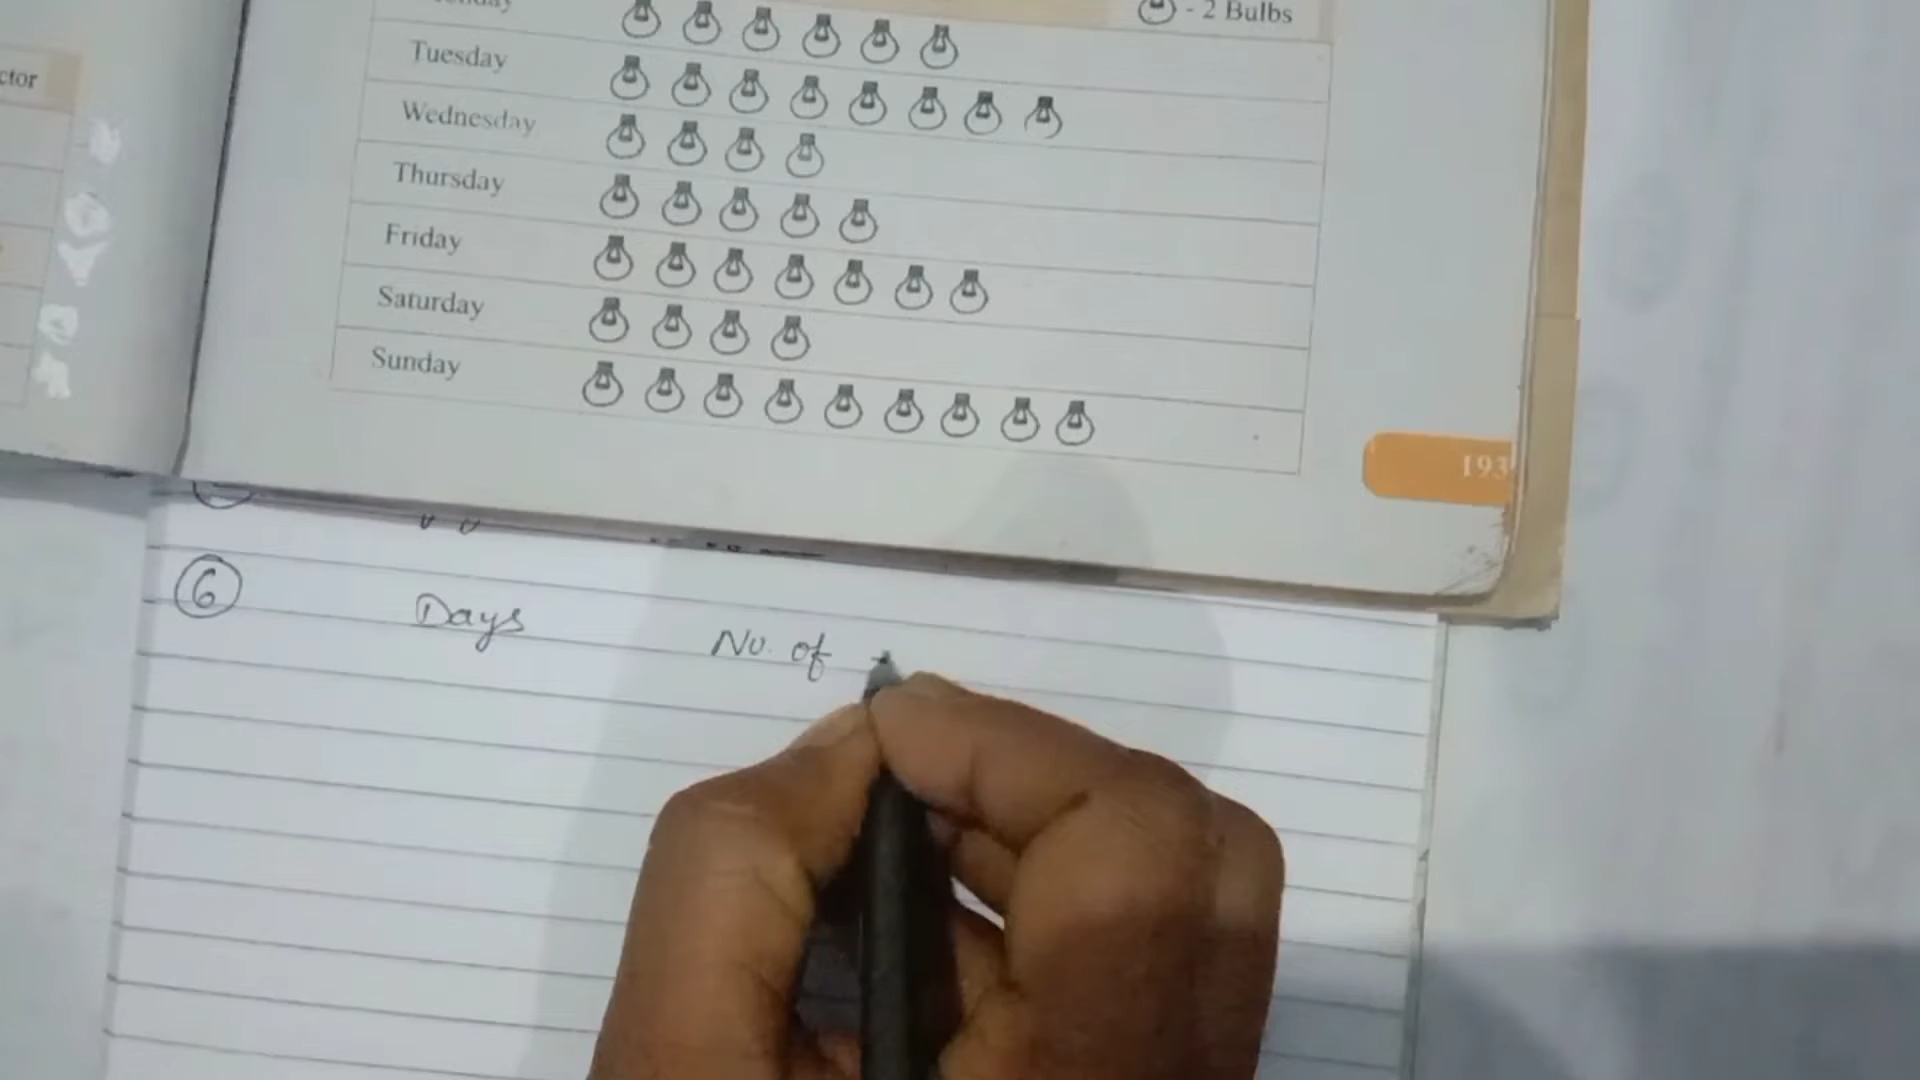 - 2 Bulbs
Tuesday
Wednesday
Thursday
Friday
Saturday
Sunday
193
6 Days No. of